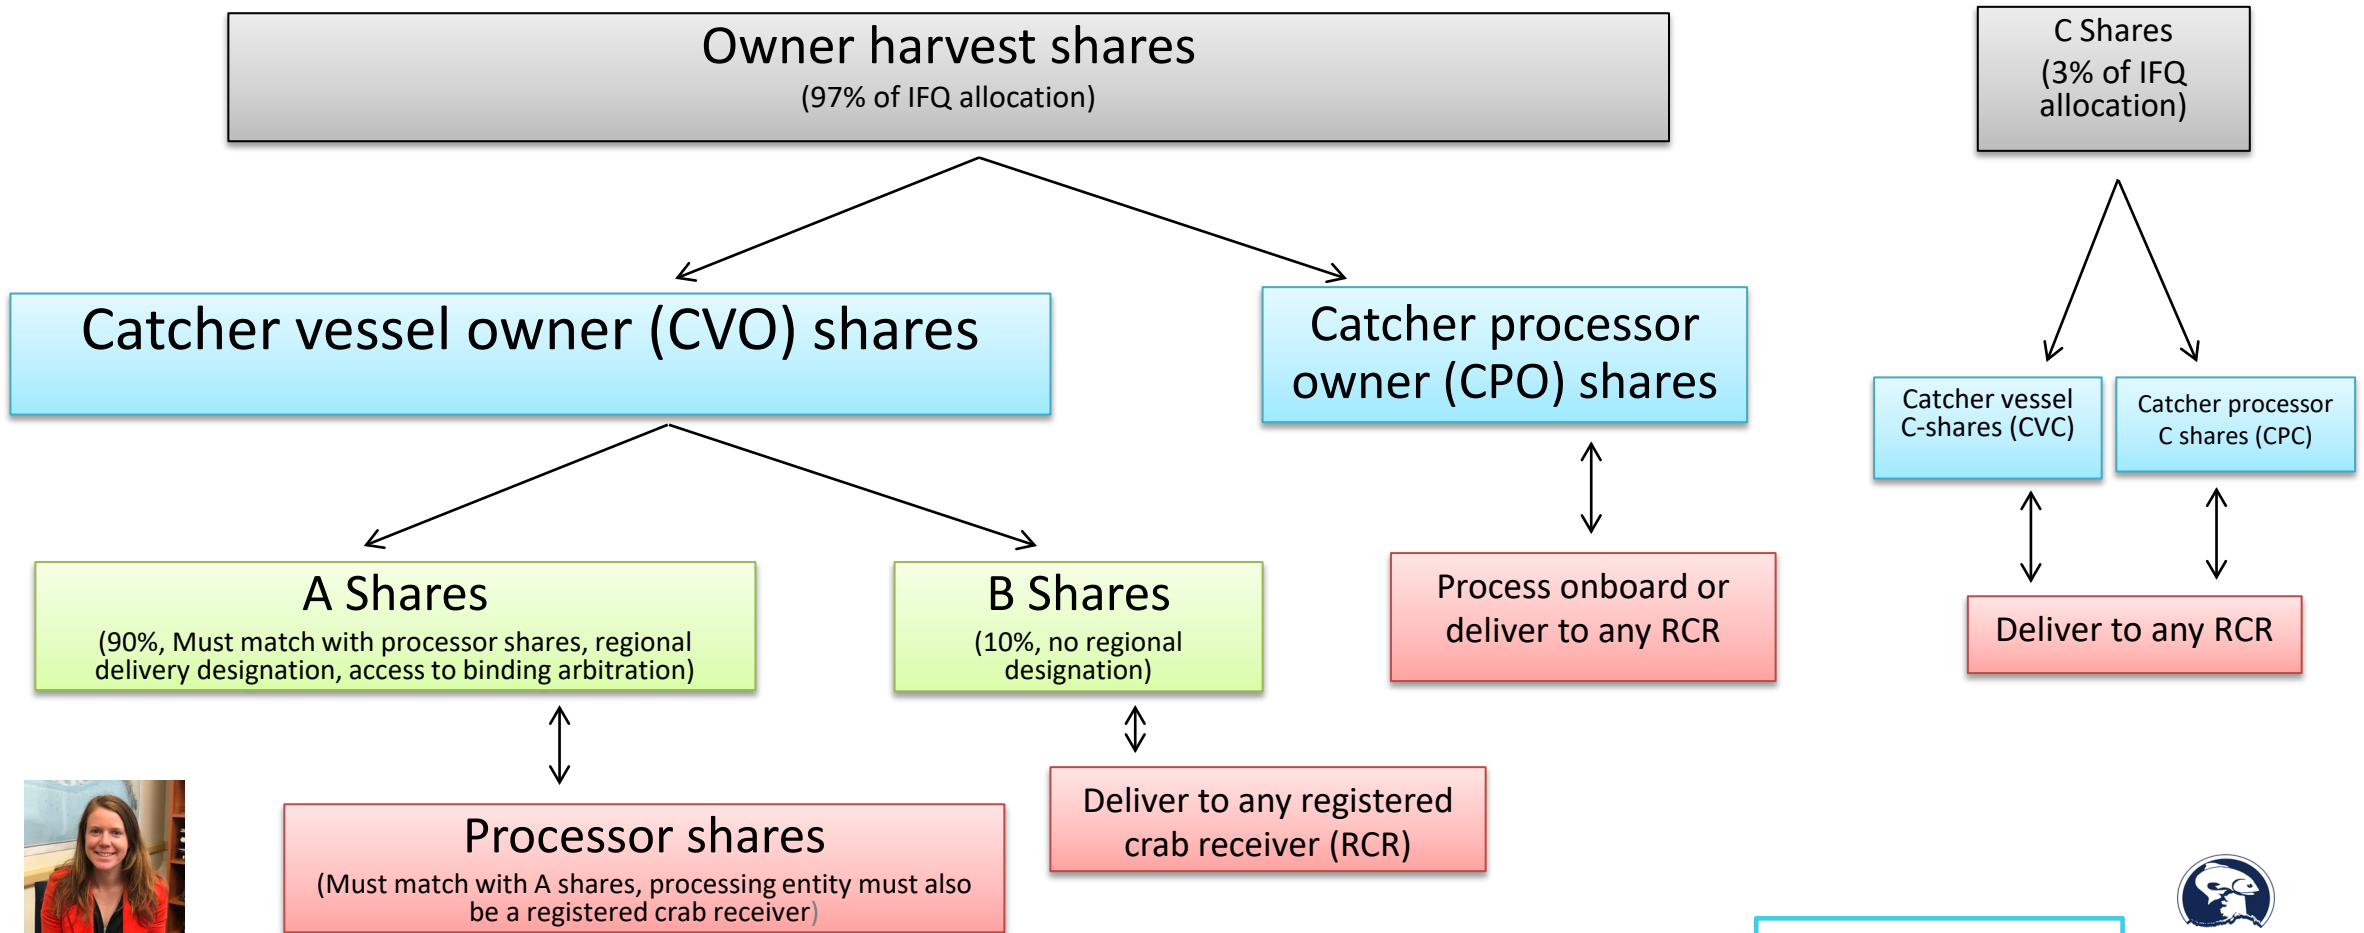 Owner harvest shares
(97% of IFQ allocation)
C Shares
(3% of IFQ
allocation)
Catcher vessel owner (CVO) shares
Catcher processor
owner (CPO) shares
Catcher vessel
C-shares (CVC)
Catcher processor
C shares (CPC)
A Shares
(90%, Must match with processor shares, regional
delivery designation, access to binding arbitration)
B Shares
(10%, no regional
designation)
Process onboard or
deliver to any RCR
Deliver to any RCR
Processor shares
(Must match with A shares, processing entity must also
be a registered crab receiver)
Deliver to any registered
crab receiver (RCR)